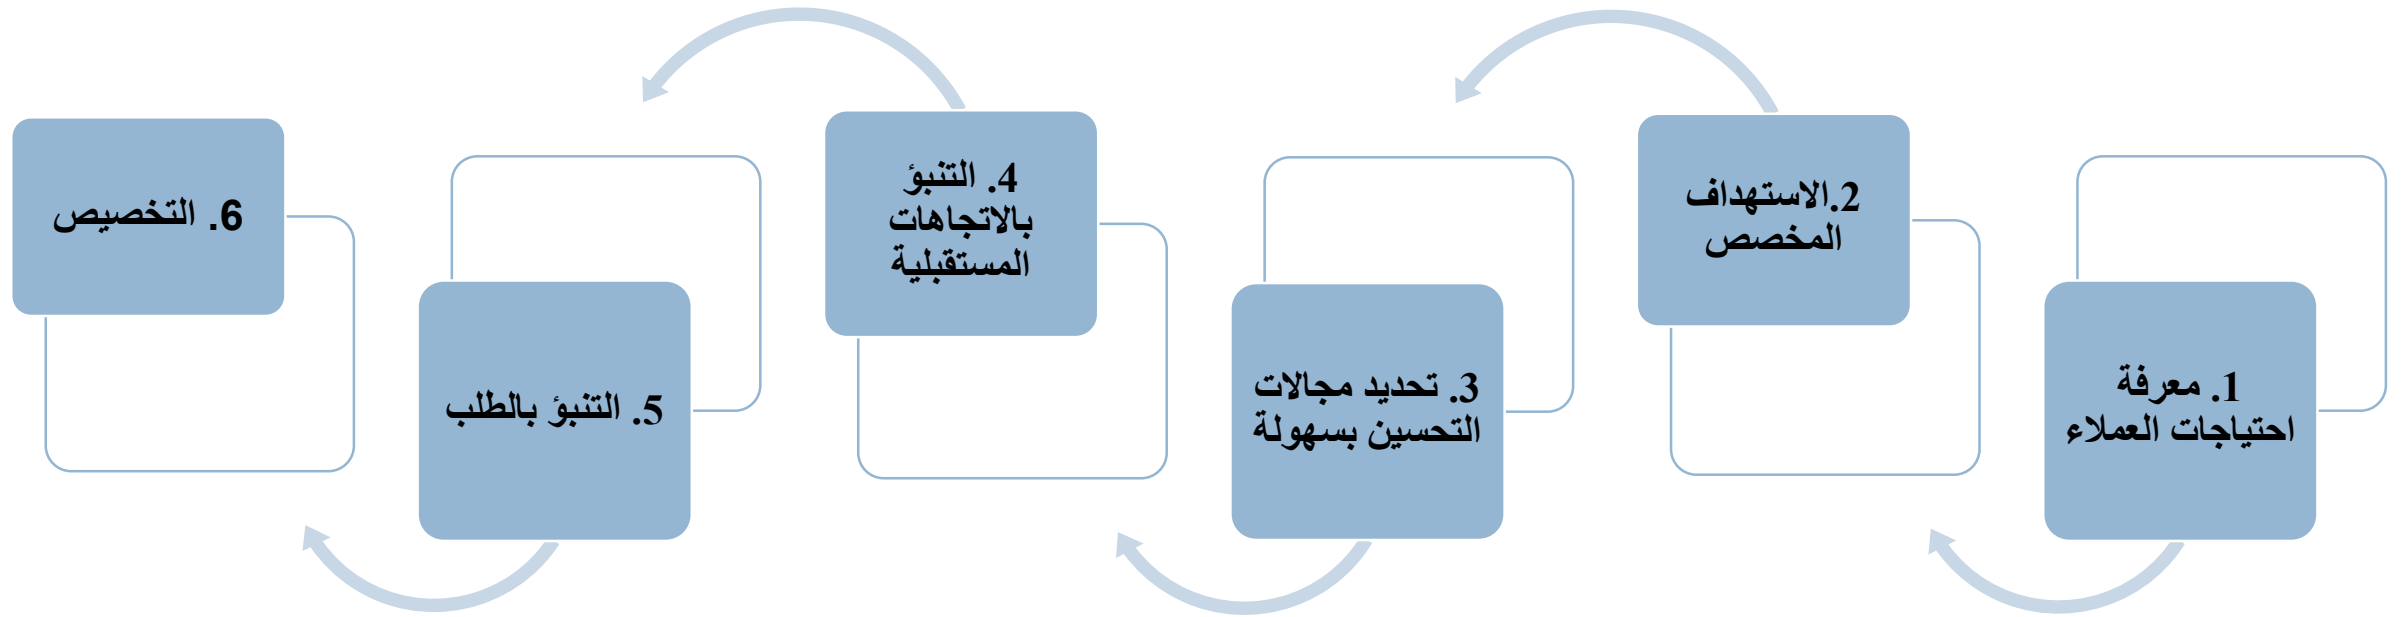 1. معرفة
احتياجات العملاء
2.الاستهداف
المخصص
3. تحديد مجالات
التحسين بسهولة
4. التنبؤ
بالاتجاهات
المستقبلية
5. التنبؤ بالطلب
6. التخصيص